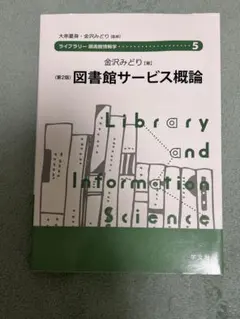 大串夏身・金沢みどり[監修]
ライブラリー 図書館情報学 5
金沢みどり[著]
〈第2版〉図書館サービス概論
Library
and
Information
Science